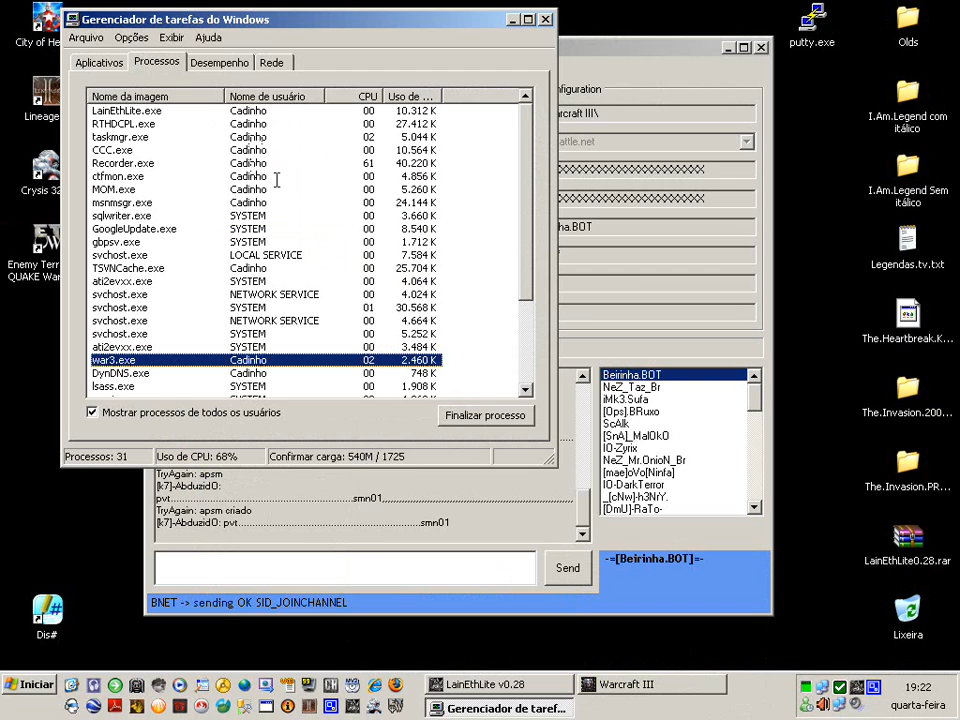 Gerenciador de tarefas do Windows
Arquivo Opções Exibir Ajuda
Aplicativos Processos Desempenho Rede
Nome da imagem Nome de usuário CPU Uso de ...
LainEthLite.exe Cadinho 00 10.312 K
RTHDCPL.exe Cadinho 00 27.412 K
taskmgr.exe Cadinho 02 5.044 K
CCC.exe Cadinho 00 10.564 K
Recorder.exe Cadinho 61 40.220 K
ctfmon.exe Cadinho 00 4.856 K
MOM.exe Cadinho 00 5.260 K
msnmsgr.exe Cadinho 00 24.144 K
sqlwriter.exe SYSTEM 00 3.660 K
GoogleUpdate.exe SYSTEM 00 8.540 K
gbpsv.exe SYSTEM 00 1.712 K
svchost.exe LOCAL SERVICE 00 7.584 K
TSVNCache.exe Cadinho 00 25.704 K
ati2evxx.exe SYSTEM 00 4.064 K
svchost.exe NETWORK SERVICE 00 4.024 K
svchost.exe SYSTEM 01 30.568 K
svchost.exe NETWORK SERVICE 00 4.664 K
svchost.exe SYSTEM 00 5.252 K
ati2evxx.exe SYSTEM 00 3.484 K
war3.exe Cadinho 02 2.460 K
DynDNS.exe Cadinho 00 748 K
lsass.exe SYSTEM 00 1.908 K
Mostrar processos de todos os usuários
Finalizar processo
Processos: 31 Uso de CPU: 68% Confirmar carga: 540M / 1725
onfiguration
rcraft III\
attle.net
XXXXXXXXXXXXXXXXXXXX
XXXXXXXXXXXXXXXXXXXX
ha.BOT
Beirinha.BOT
NeZ_Taz_Br
iMk3.Sufa
[Ops].BRuxo
ScAlk
[SnA]_MalOkO
IO-Zyrix
NeZ_Mr.OnioN_Br
[mae]oVo[Ninfa]
IO-DarkTerror
_[cNw]-h3NrY.
[DmU]-RaTo-
TryAgain: apsm
[k7]-AbduzidO:
pvt.......................................................smn01,,,,,,,,,,,,,,,,,,,,,,,,,,,,,,,,,,,,,,,,,,,,,,,,,,,,,
TryAgain: apsm criado
[k7]-AbduzidO: pvt.......................................................smn01
Send
-=[Beirinha.BOT]=-
BNET -> sending OK SID_JOINCHANNEL
City of He
Lineage
Crysis 32
Enemy Terr
QUAKE War
Dis#
putty.exe
Olds
I.Am.Legend com
itálico
I.Am.Legend Sem
itálico
Legendas.tv.txt
The.Heartbreak.K
The.Invasion.200...
The.Invasion.PR...
LainEthLite0.28.rar
Lixeira
Iniciar
LainEthLite v0.28
Warcraft III
Gerenciador de taref...
19:22
quarta-feira